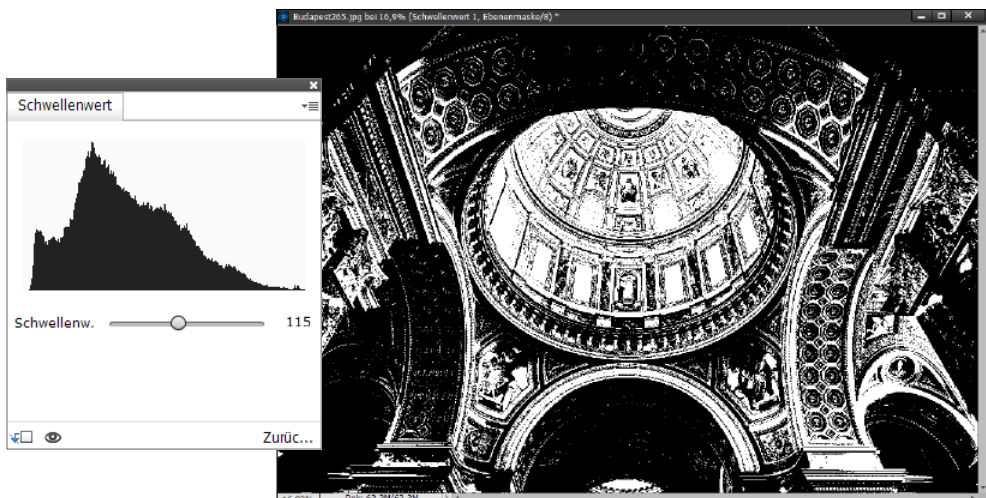 Budapest265.jpg bei 16,9% (Schwellenwert 1, Ebenenmaske/8) *
Schwellenwert
Schwellenw. 115
Zurüc...